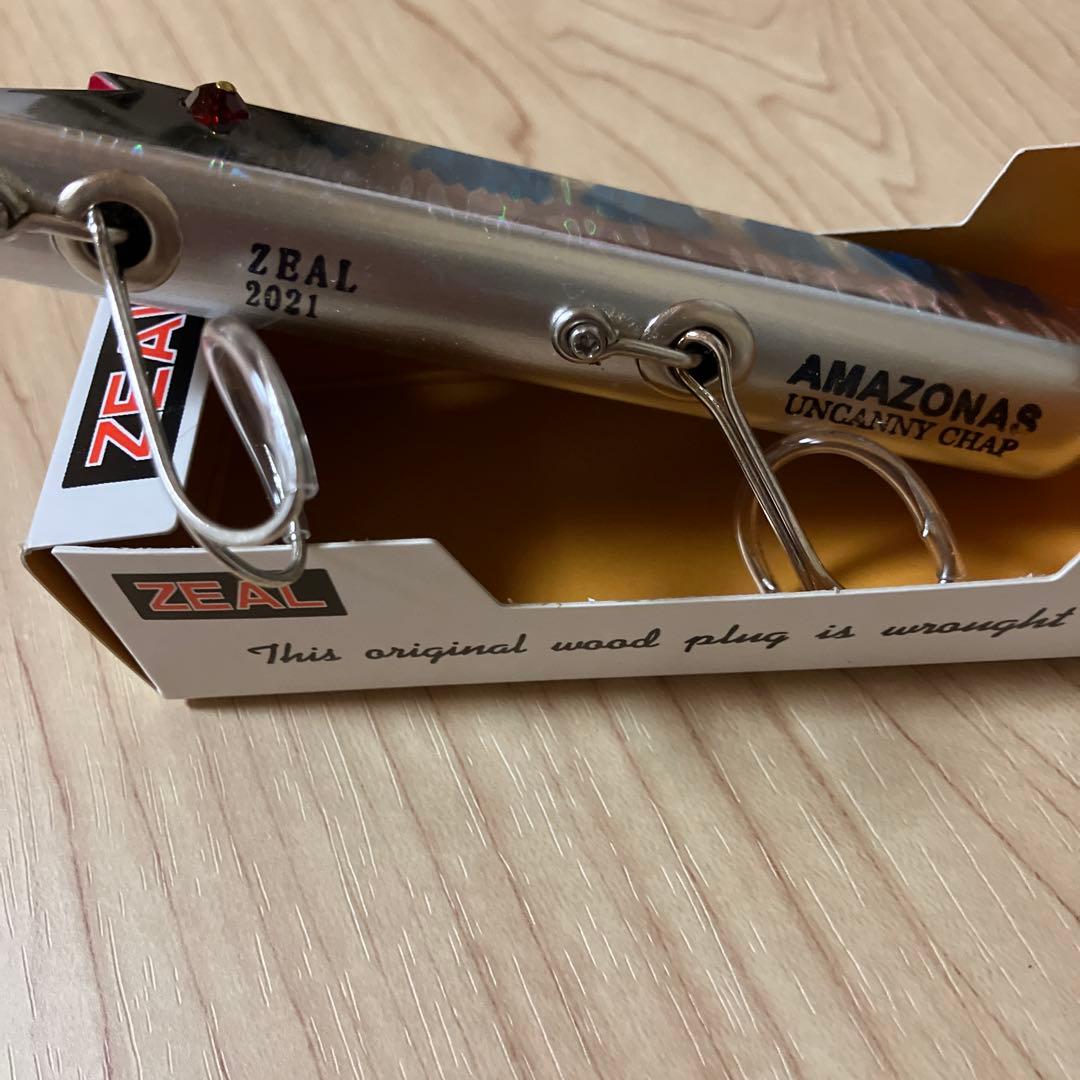 ZEAL
2021
AMAZONAS
UNCANNY CHAP
ZEAL
ZEAL
This original wood plug is wrought